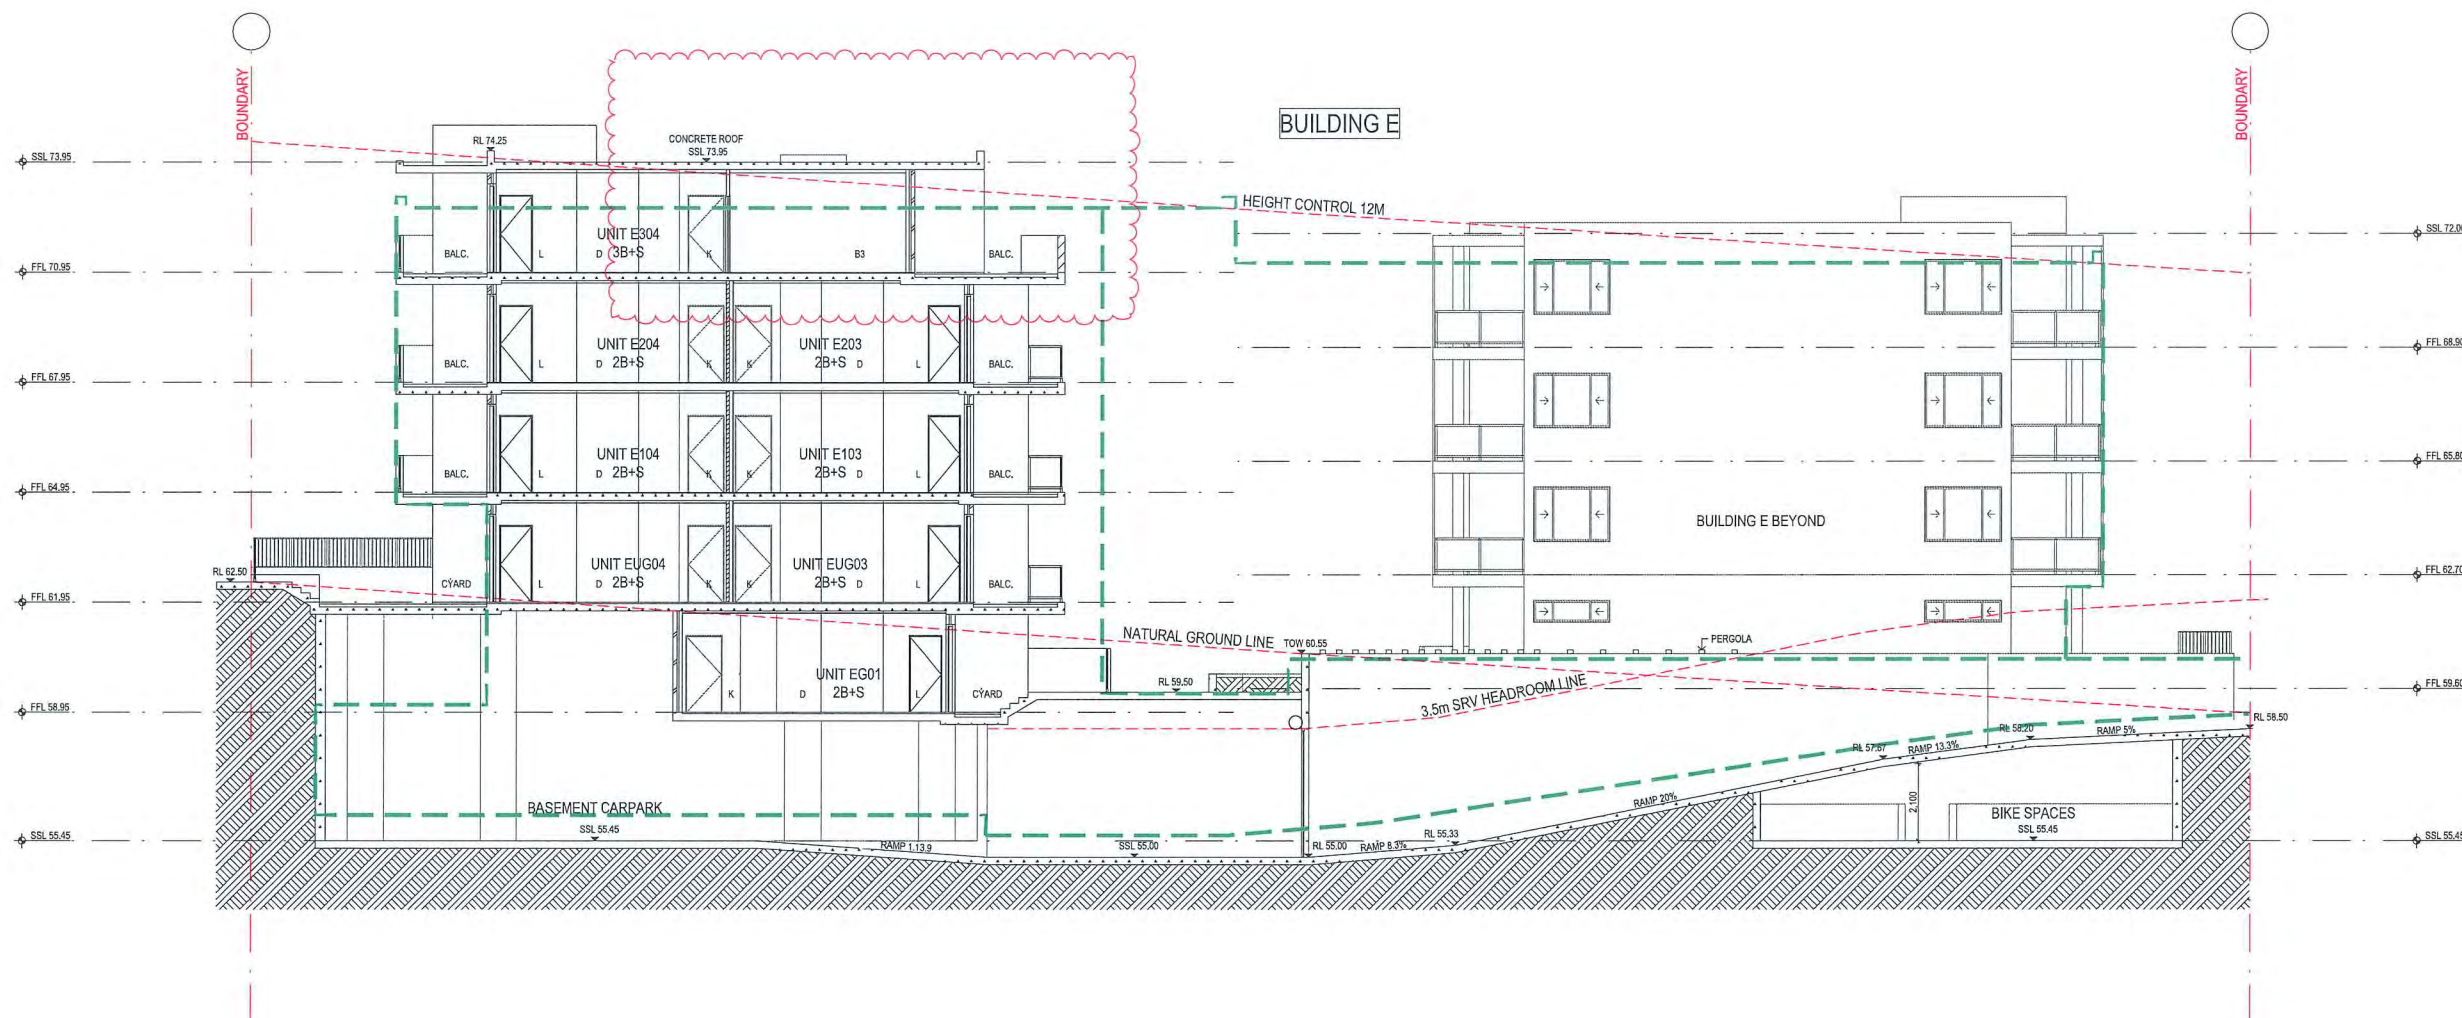 BOUNDARY
BOUNDARY
BUILDING E
RL 74.25
CONCRETE ROOF
SSL 73.95
SSL 73.95
HEIGHT CONTROL 12M
UNIT E304
3B+S
BALC.
L
D
K
B3
BALC.
SSL 72.00
FFL 70.95
UNIT E204
2B+S
UNIT E203
2B+S
BALC.
L
D
K
K
D
L
BALC.
FFL 68.90
FFL 67.95
UNIT E104
2B+S
UNIT E103
2B+S
BALC.
L
D
K
K
D
L
BALC.
FFL 65.80
FFL 64.95
BUILDING E BEYOND
UNIT EUG04
2B+S
UNIT EUG03
2B+S
RL 62.50
CYARD
L
D
K
K
D
L
BALC.
FFL 62.70
FFL 61.95
NATURAL GROUND LINE
TOW 60.55
PERGOLA
UNIT EG01
2B+S
K
D
L
CYARD
RL 59.50
3.5m SRV HEADROOM LINE
FFL 59.60
FFL 58.95
RL 58.50
RL 58.20
RAMP 5%
RL 57.67
RAMP 13.3%
BASEMENT CARPARK
SSL 55.45
RAMP 20%
2,100
BIKE SPACES
SSL 55.45
SSL 55.45
RAMP 1.13.9
SSL 55.00
RL 55.00
RAMP 8.3%
RL 55.33
SSL 55.45